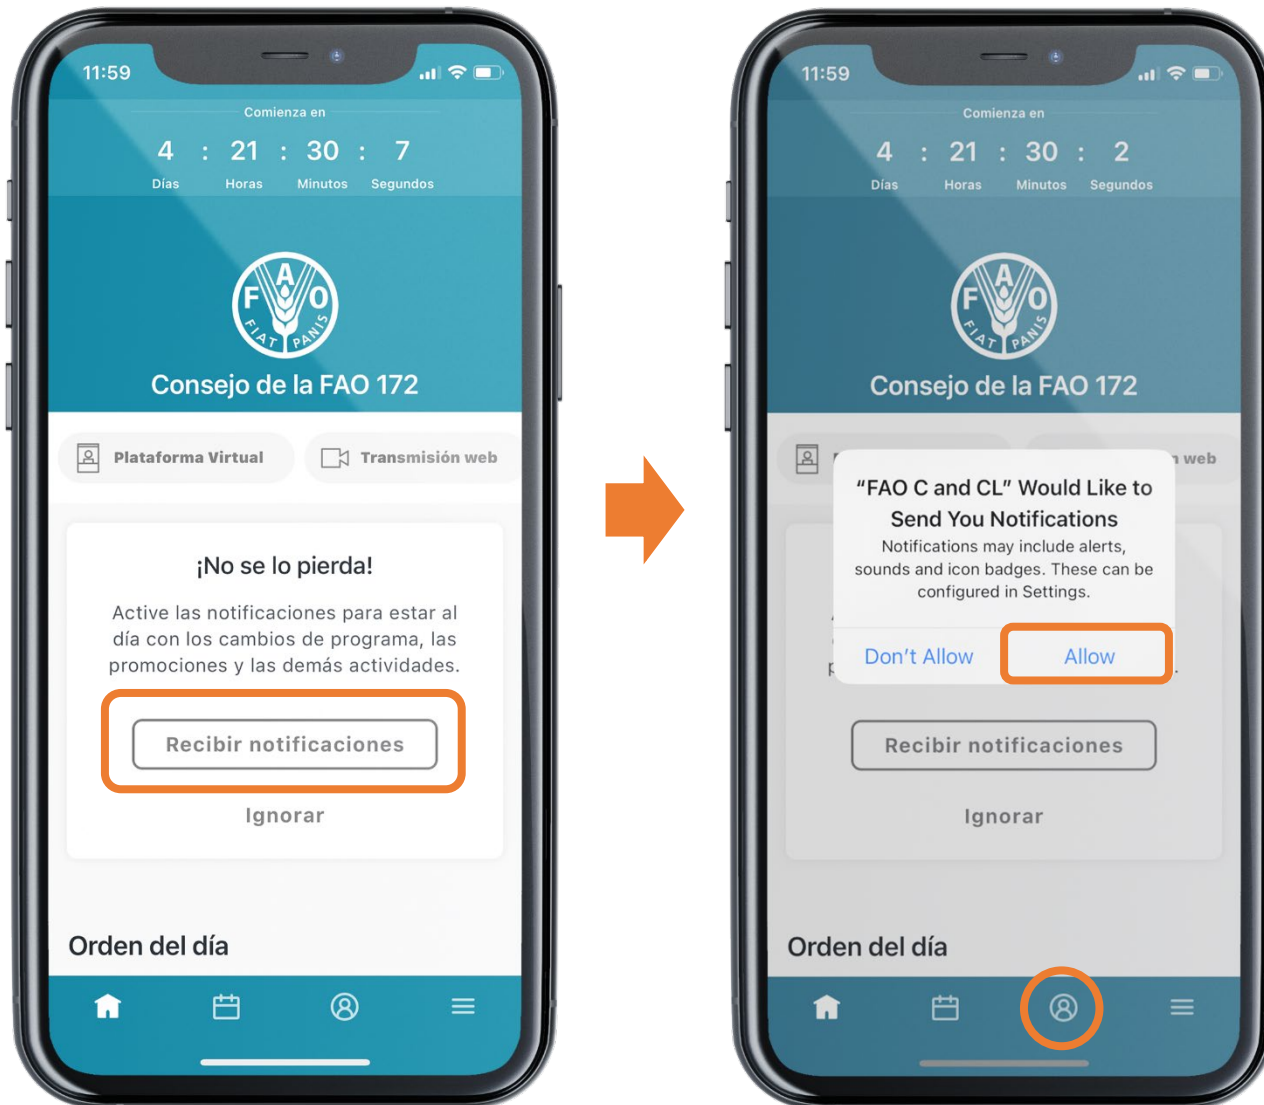 11:59
Comienza en
4 : 21 : 30 : 7
Días Horas Minutos Segundos
F A O
FIAT PANIS
Consejo de la FAO 172
Plataforma Virtual
Transmisión web
¡No se lo pierda!
Active las notificaciones para estar al
día con los cambios de programa, las
promociones y las demás actividades.
Recibir notificaciones
Ignorar
Orden del día
11:59
Comienza en
4 : 21 : 30 : 2
Días Horas Minutos Segundos
F A O
FIAT PANIS
Consejo de la FAO 172
web
“FAO C and CL” Would Like to
Send You Notifications
Notifications may include alerts,
sounds and icon badges. These can be
configured in Settings.
Don't Allow
Allow
Recibir notificaciones
Ignorar
Orden del día